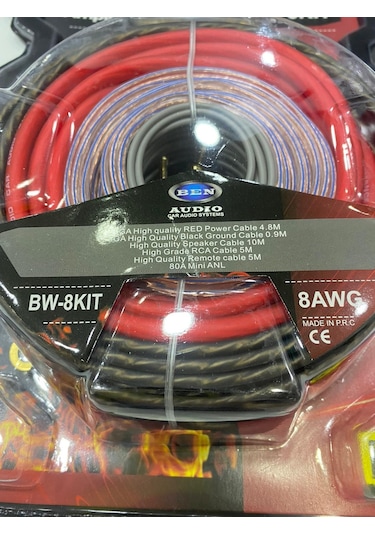 BEN
AUDIO
CAR AUDIO SYSTEMS
GA High quality RED Power Cable 4.8M
GA High Quality Black Ground Cable 0.9M
High Quality Speaker Cable 10M
High Grade RCA Cable 5M
High Quality Remote cable 5M
80A Mini ANL
BW-8KIT
8AWG
MADE IN P.R.C
CE